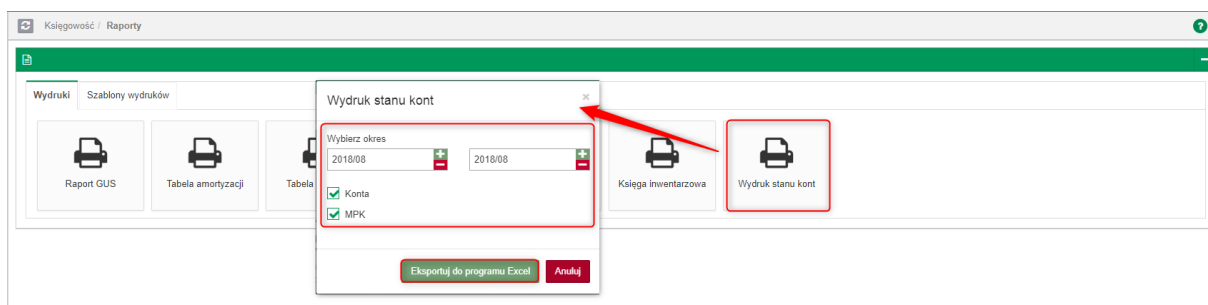 Księgowość / Raporty
Wydruki Szablony wydruków
Wydruk stanu kont
Wybierz okres
2018/08 2018/08
Konta
MPK
Eksportuj do programu Excel Anuluj
Raport GUS Tabela amortyzacji Tabela Księga inwentarzowa Wydruk stanu kont